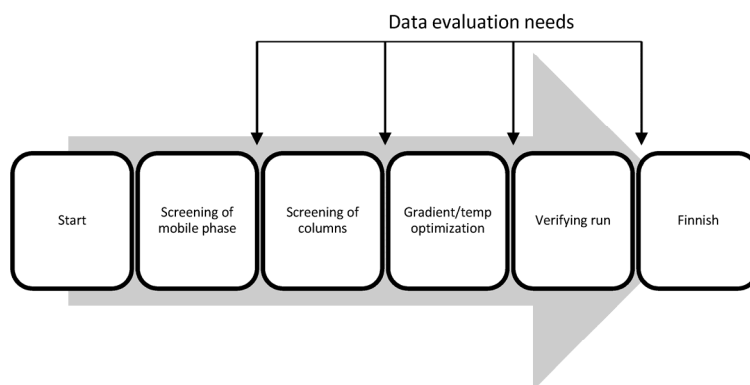 Data evaluation needs
Start
Screening of
mobile phase
Screening of
columns
Gradient/temp
optimization
Verifying run
Finnish